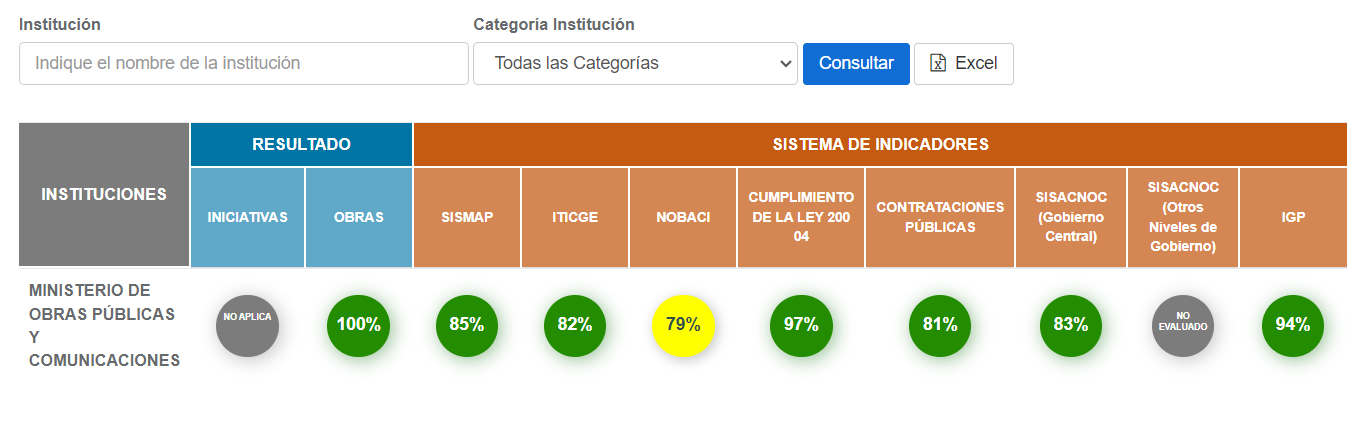 Institución
Categoría Institución
Indique el nombre de la institución
Todas las Categorías
Consultar
Excel
INSTITUCIONES
RESULTADO
SISTEMA DE INDICADORES
INICIATIVAS
OBRAS
SISMAP
ITICGE
NOBACI
CUMPLIMIENTO
DE LA LEY 200
04
CONTRATACIONES
PÚBLICAS
SISACNOC
(Gobierno
Central)
SISACNOC
(Otros
Niveles de
Gobierno)
IGP
MINISTERIO DE
OBRAS PÚBLICAS
Y
COMUNICACIONES
NO APLICA
100%
85%
82%
79%
97%
81%
83%
NO
EVALUADO
94%